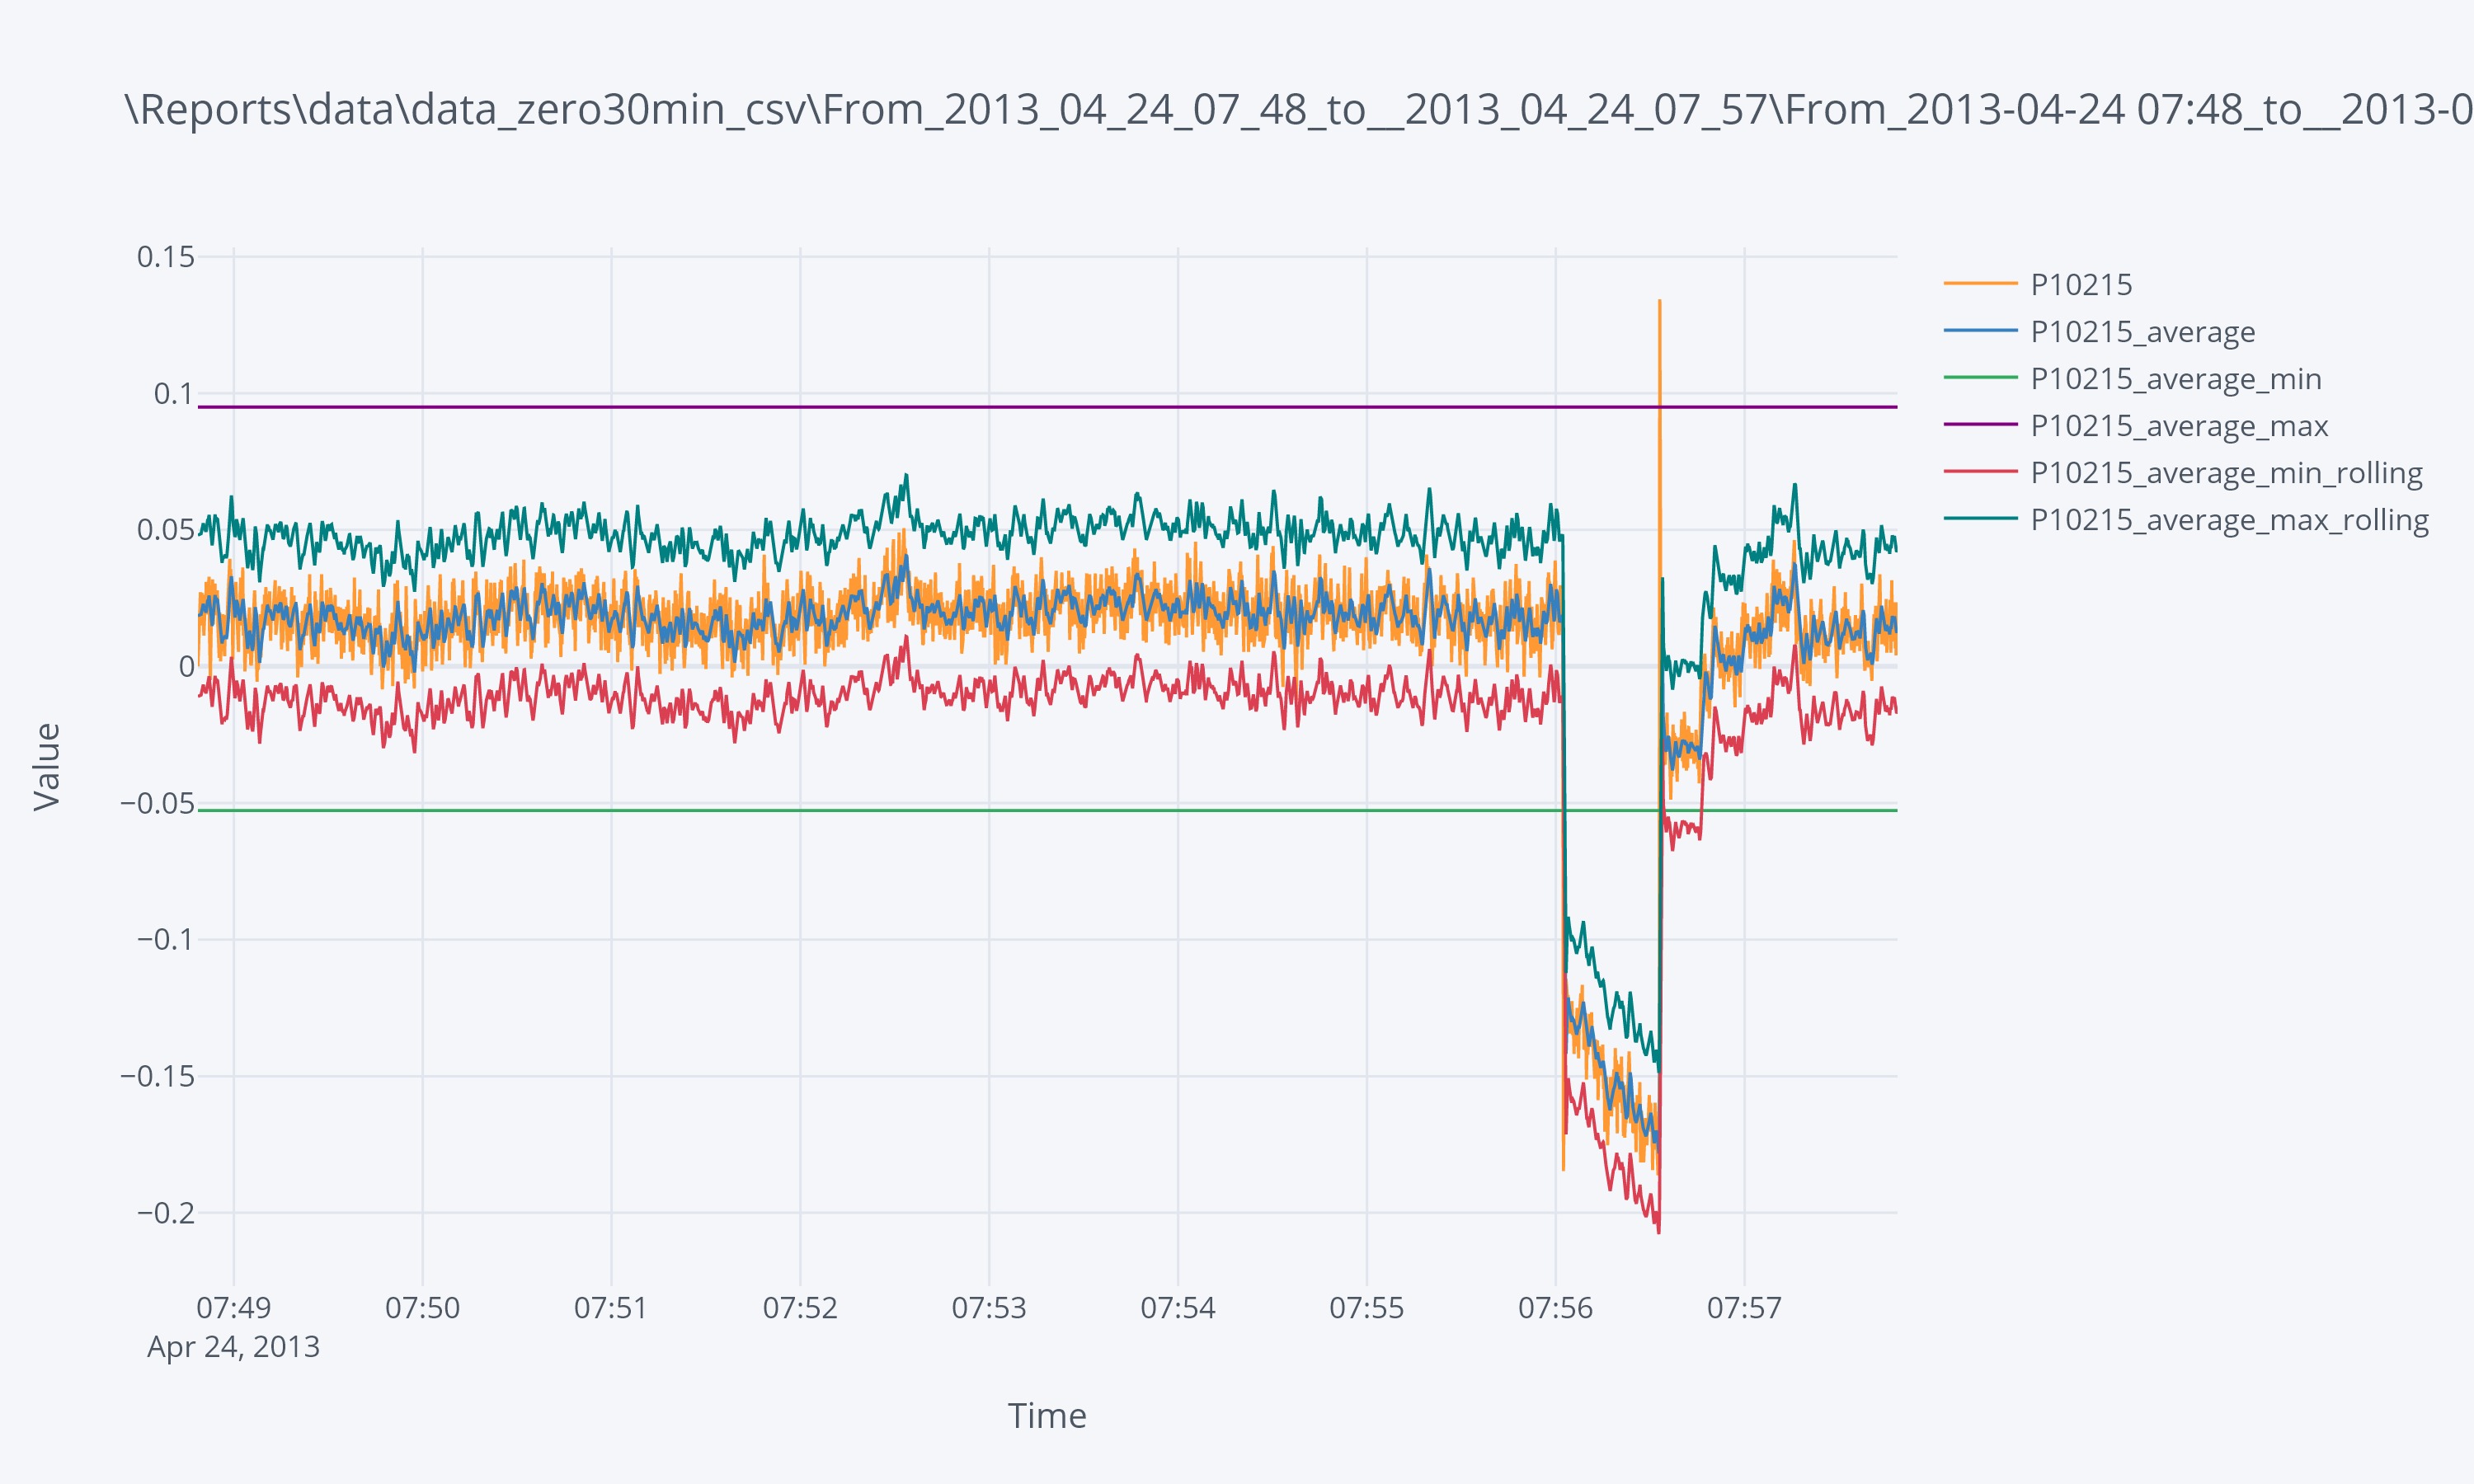 \Reports\data\data_zero30min_csv\From_2013_04_24_07_48_to__2013_04_24_07_57\From_2013-04-24 07:48_to__2013-0
0.15
0.1
0.05
0
−0.05
−0.1
−0.15
−0.2
Value
P10215
P10215_average
P10215_average_min
P10215_average_max
P10215_average_min_rolling
P10215_average_max_rolling
07:49 07:50 07:51 07:52 07:53 07:54 07:55 07:56 07:57
Apr 24, 2013
Time